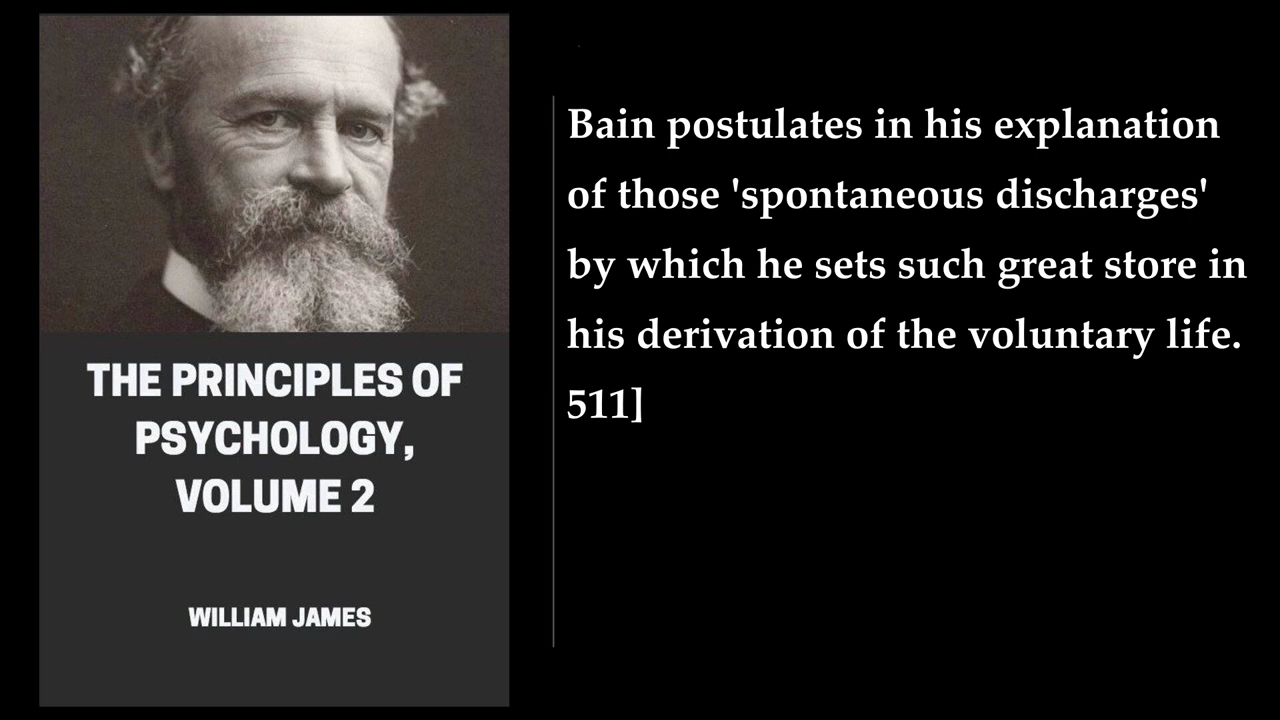 THE PRINCIPLES OF
PSYCHOLOGY,
VOLUME 2
WILLIAM JAMES
Bain postulates in his explanation
of those 'spontaneous discharges'
by which he sets such great store in
his derivation of the voluntary life.
511]